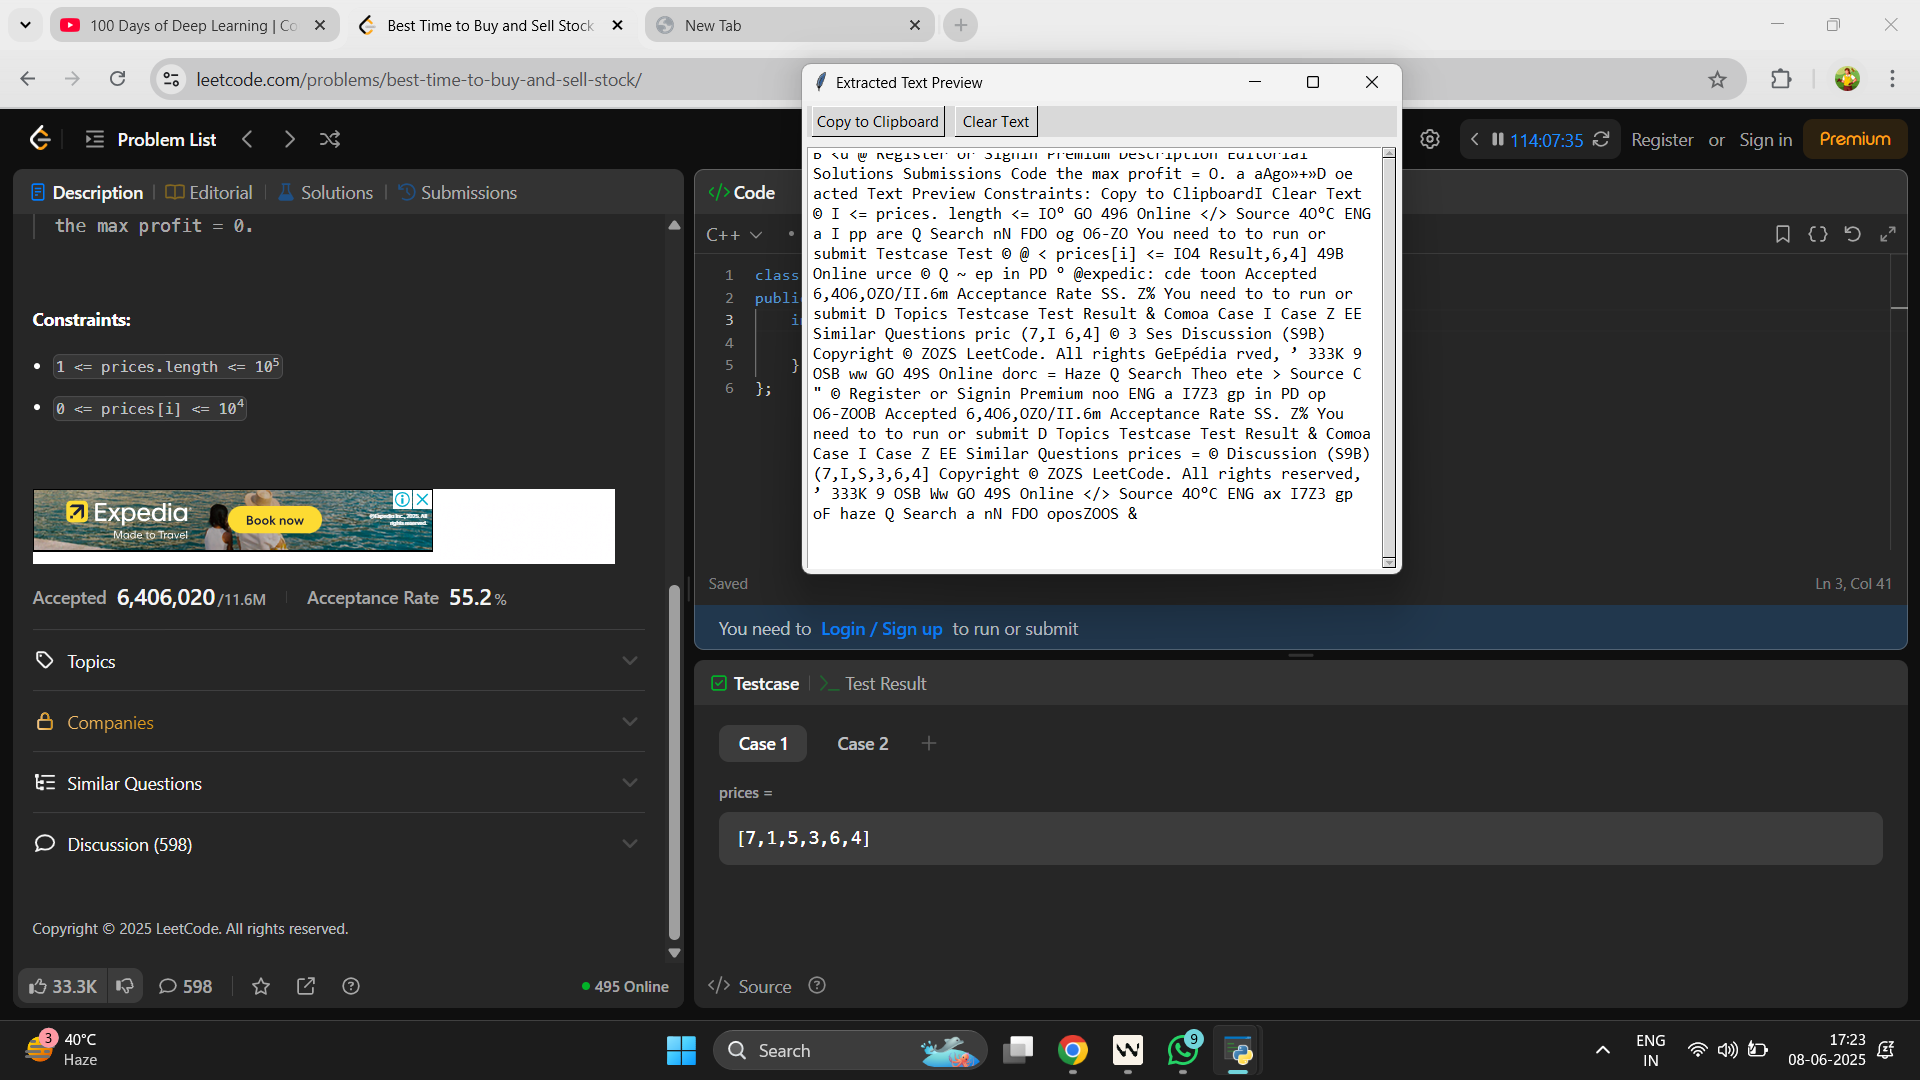 100 Days of Deep Learning | Co
Best Time to Buy and Sell Stock
New Tab
leetcode.com/problems/best-time-to-buy-and-sell-stock/
Problem List
114:07:35
Register or Sign in
Premium
Description
Editorial
Solutions
Submissions
the max profit = 0.
Constraints:
1 <= prices.length <= 10⁵
0 <= prices[i] <= 10⁴
Expedia
Made to Travel
Book now
Accepted 6,406,020/11.6M
Acceptance Rate 55.2%
Topics
Companies
Similar Questions
Discussion (598)
Copyright © 2025 LeetCode. All rights reserved.
33.3K
598
495 Online
Code
C++
1 class
2 publi
3 in
4
5 }
6 };
Saved
Ln 3, Col 41
You need to Login / Sign up to run or submit
Testcase
Test Result
Case 1
Case 2
prices =
[7,1,5,3,6,4]
Source
Extracted Text Preview
Copy to Clipboard
Clear Text
B <u @ Register or Signin Premium Description Editorial
Solutions Submissions Code the max profit = O. a aAgo»+»D oe
acted Text Preview Constraints: Copy to ClipboardI Clear Text
© I <= prices. length <= IO° GO 496 Online </> Source 4O°C ENG
a I pp are Q Search nN FDO og O6-ZO You need to to run or
submit Testcase Test © @ < prices[i] <= IO4 Result,6,4] 49B
Online urce © Q ~ ep in PD ° @expedic: cde toon Accepted
6,4O6,OZO/II.6m Acceptance Rate SS. Z% You need to to run or
submit D Topics Testcase Test Result & Comoa Case I Case Z EE
Similar Questions pric (7,I 6,4] © 3 Ses Discussion (S9B)
Copyright © ZOZS LeetCode. All rights GeEpédia rved, ’ 333K 9
OSB ww GO 49S Online dorc = Haze Q Search Theo ete > Source C
" © Register or Signin Premium noo ENG a I7Z3 gp in PD op
O6-ZOOB Accepted 6,4O6,OZO/II.6m Acceptance Rate SS. Z% You
need to to run or submit D Topics Testcase Test Result & Comoa
Case I Case Z EE Similar Questions prices = © Discussion (S9B)
(7,I,S,3,6,4] Copyright © ZOZS LeetCode. All rights reserved,
’ 333K 9 OSB Ww GO 49S Online </> Source 4O°C ENG ax I7Z3 gp
oF haze Q Search a nN FDO oposZOOS &
3
40°C
Haze
Search
9
ENG
IN
17:23
08-06-2025